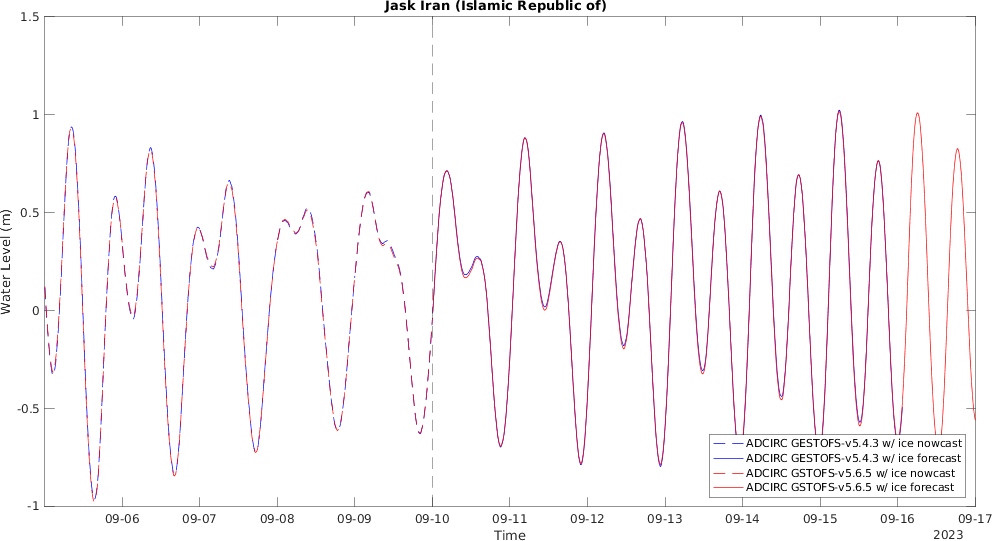 Jask Iran (Islamic Republic of)
1.5
1
0.5
0
-0.5
-1
Water Level (m)
09-06
09-07
09-08
09-09
09-10
09-11
09-12
09-13
09-14
09-15
09-16
09-17
Time
2023
ADCIRC GESTOFS-v5.4.3 w/ ice nowcast
ADCIRC GESTOFS-v5.4.3 w/ ice forecast
ADCIRC GSTOFS-v5.6.5 w/ ice nowcast
ADCIRC GSTOFS-v5.6.5 w/ ice forecast